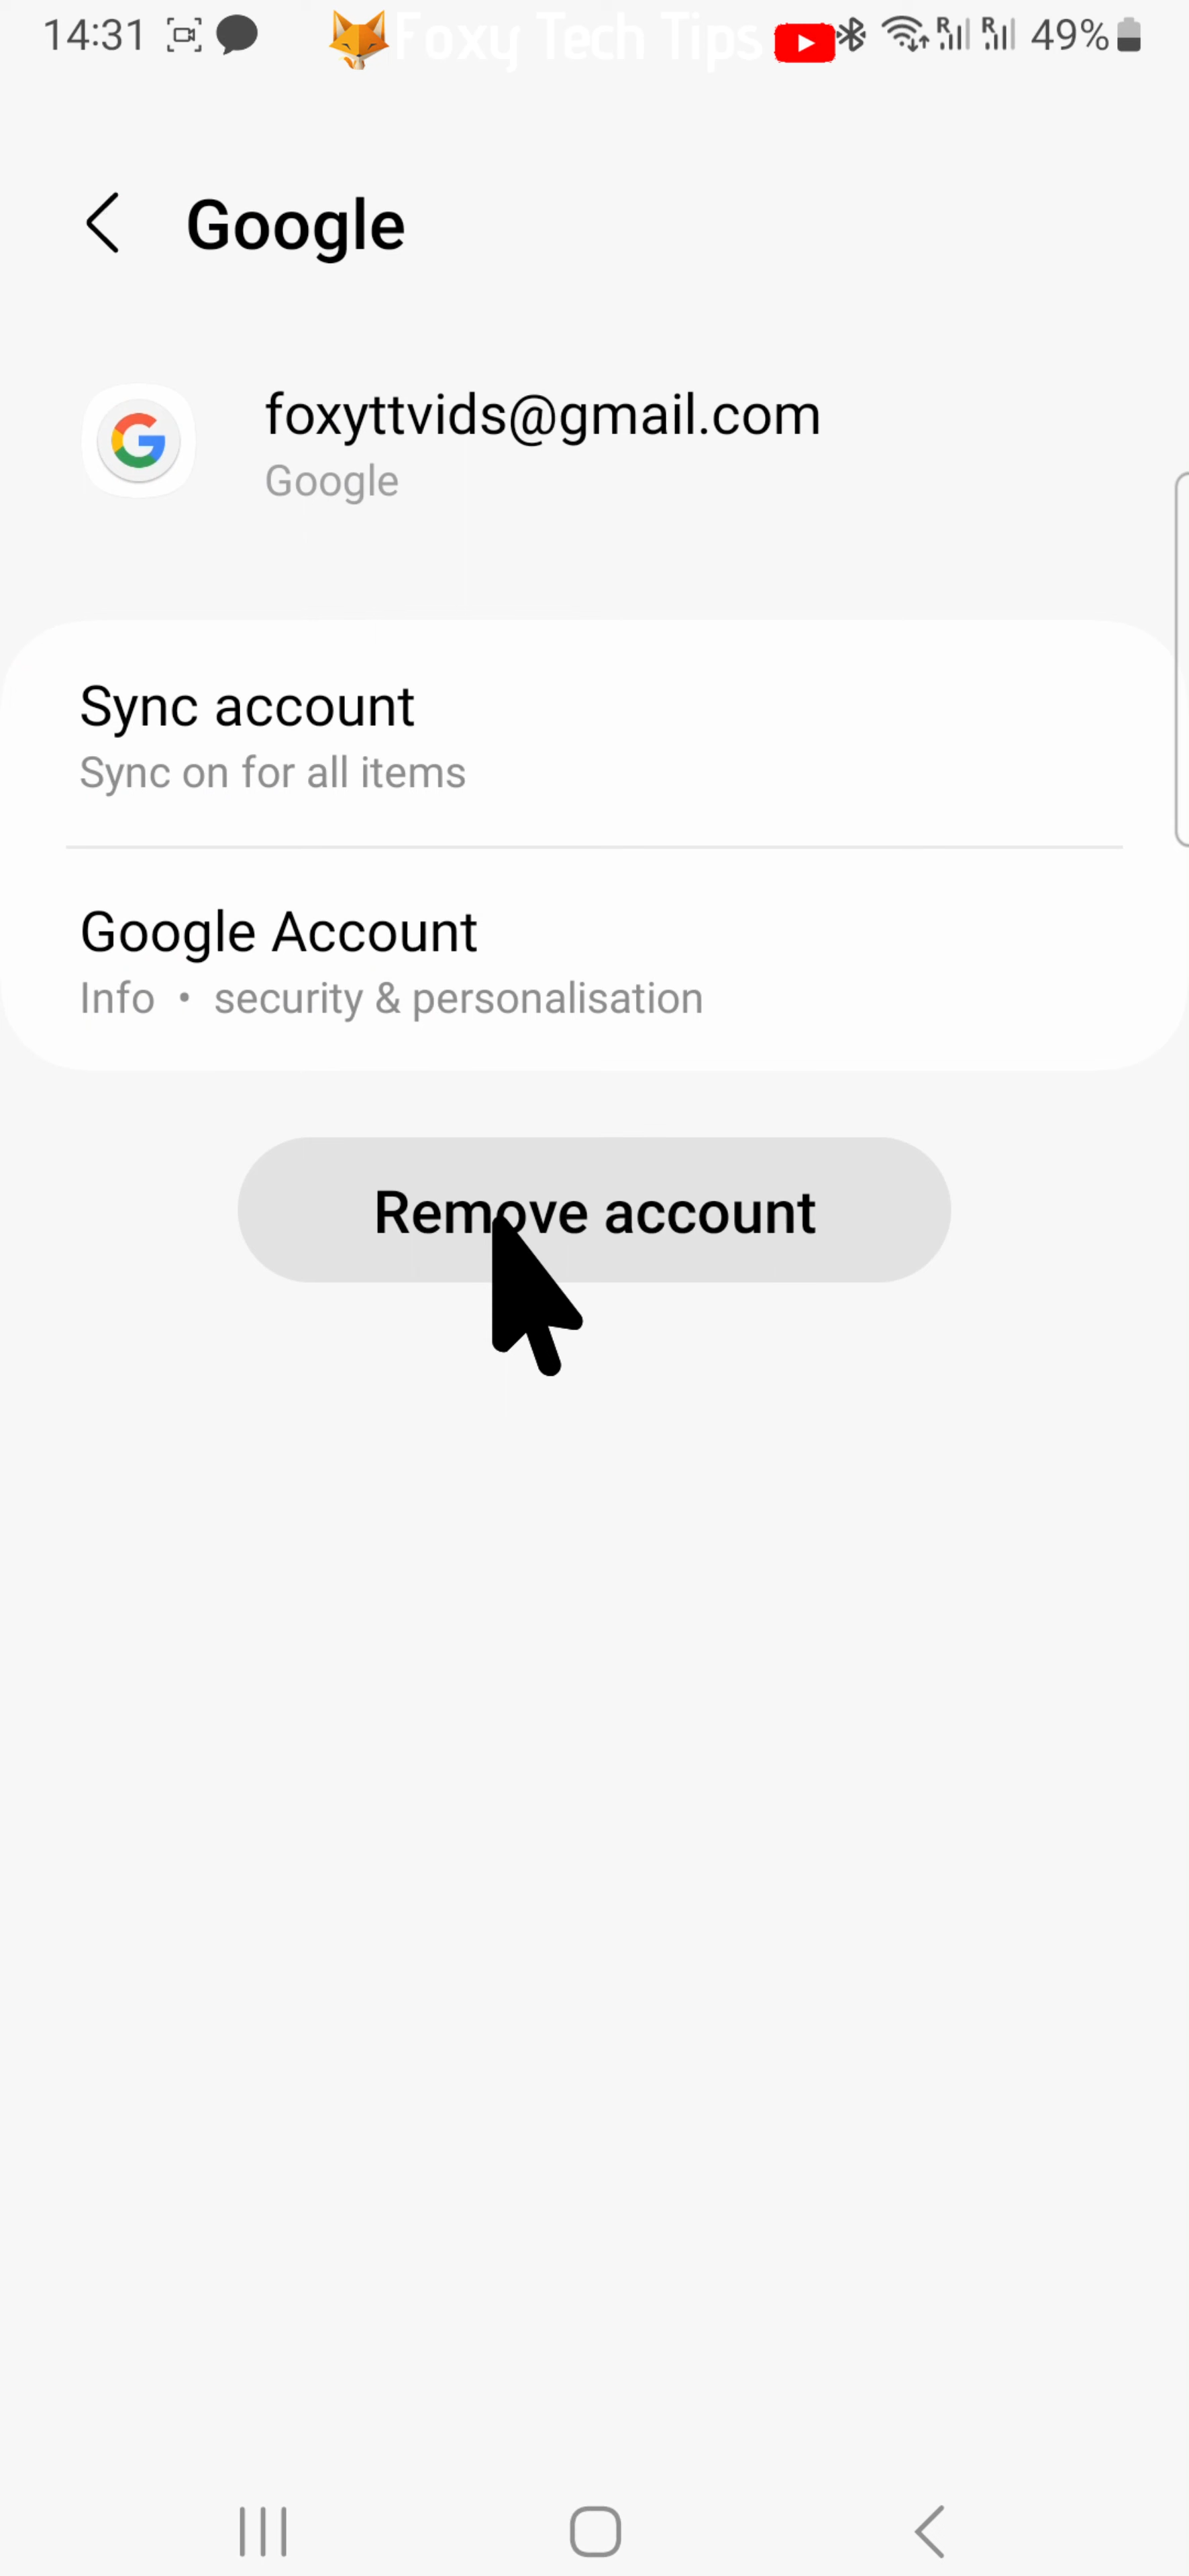 14:31 Foxy Tech Tips R R 49%
Google
foxyttvids@gmail.com
Google
Sync account
Sync on for all items
Google Account
Info • security & personalisation
Remove account